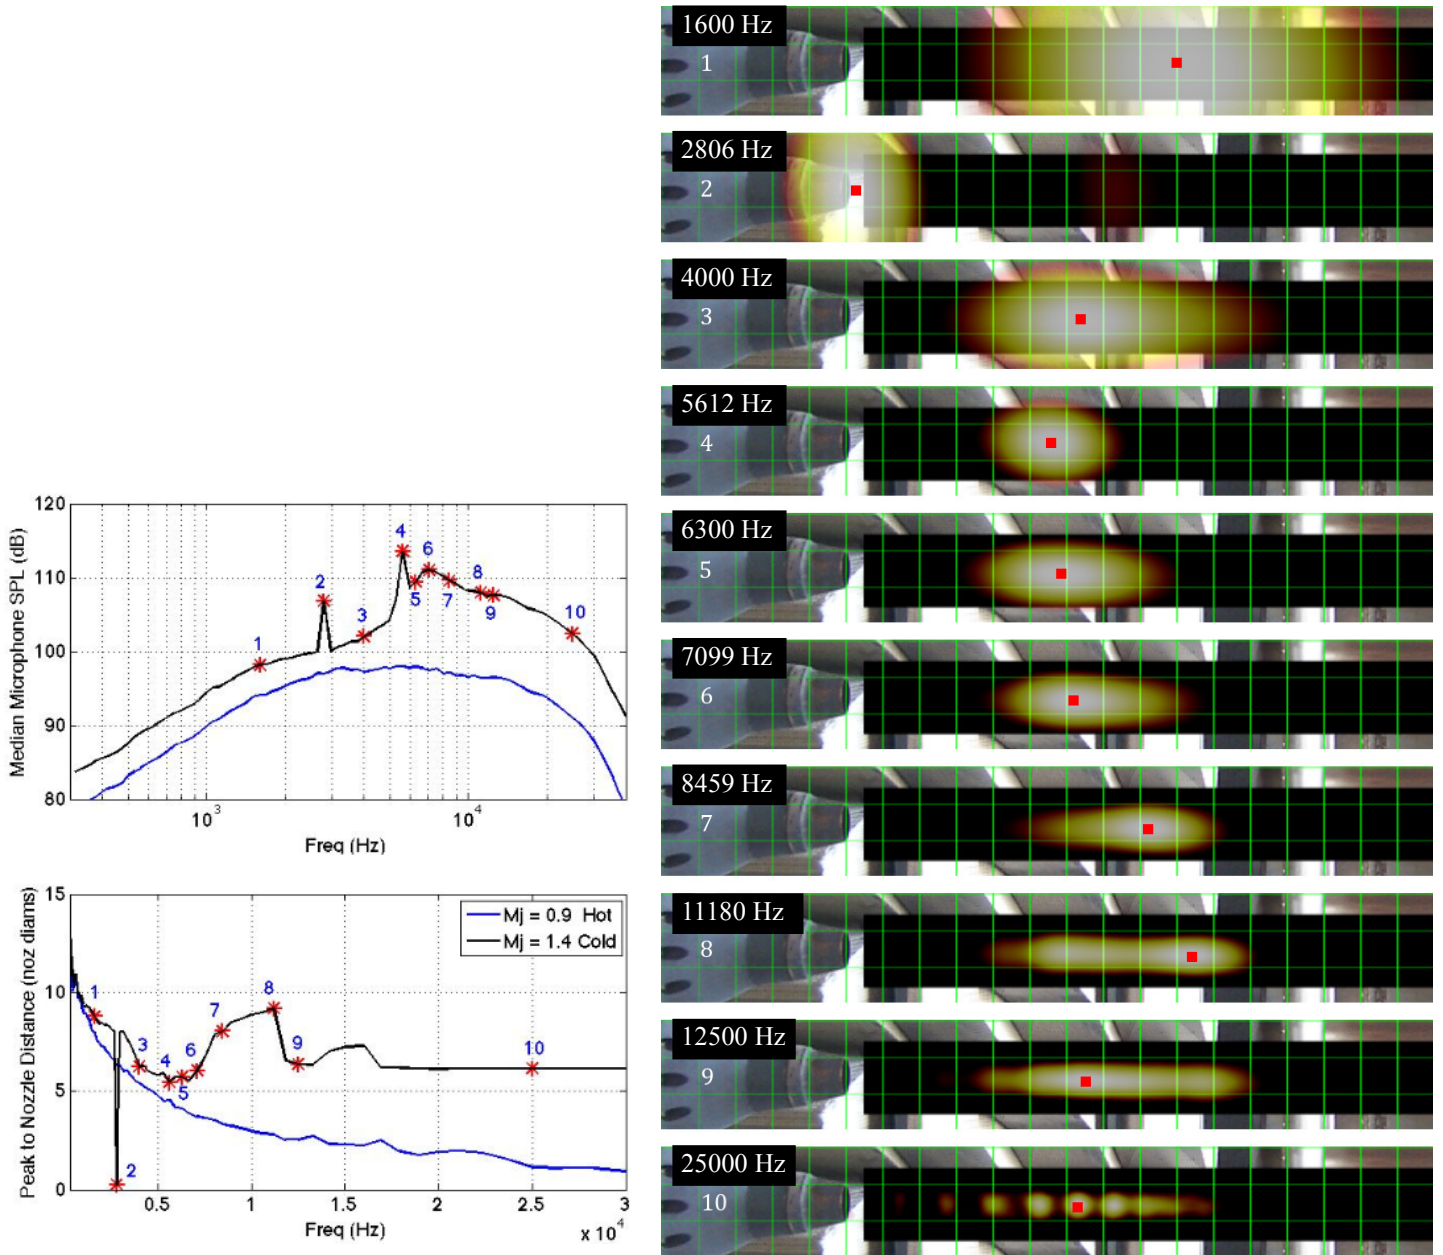 120
110
100
90
80
Median Microphone SPL (dB)
1
2
3
4
5
6
7
8
9
10
10^3
10^4
Freq (Hz)
15
10
5
0
Peak to Nozzle Distance (noz diams)
Mj = 0.9 Hot
Mj = 1.4 Cold
1
2
3
4
5
6
7
8
9
10
0.5
1
1.5
2
2.5
3
Freq (Hz)
x 10^4
1600 Hz
1
2806 Hz
2
4000 Hz
3
5612 Hz
4
6300 Hz
5
7099 Hz
6
8459 Hz
7
11180 Hz
8
12500 Hz
9
25000 Hz
10